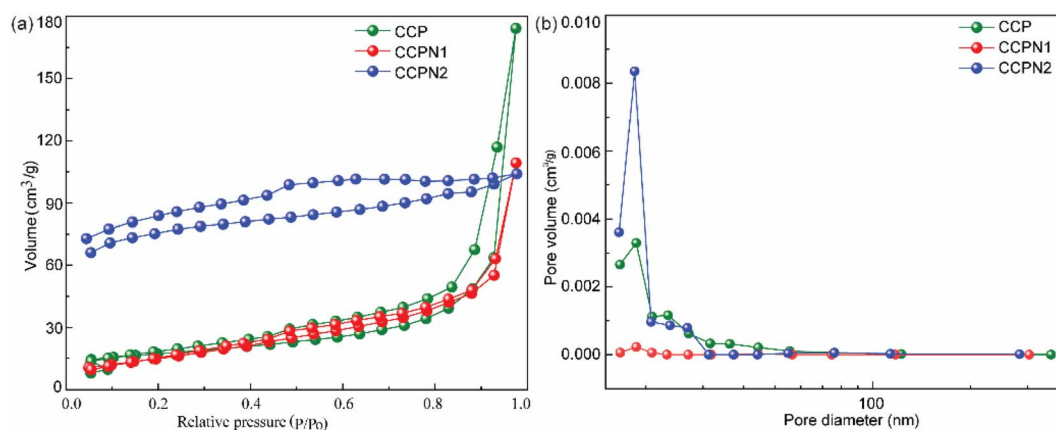 (a)
180
150
120
90
60
30
0
Volume (cm³/g)
CCP
CCPN1
CCPN2
0.0 0.2 0.4 0.6 0.8 1.0
Relative pressure (P/P₀)
(b)
0.010
0.008
0.006
0.004
0.002
0.000
Pore volume (cm³/g)
CCP
CCPN1
CCPN2
100
Pore diameter (nm)